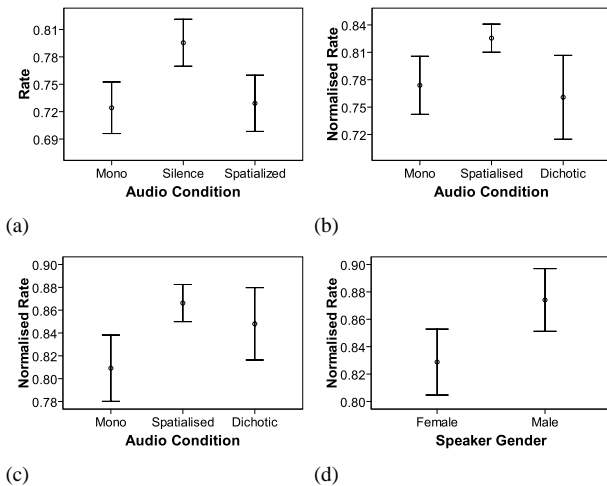 0.81
0.78
0.75
0.72
0.69
Rate
Mono Silence Spatialized
Audio Condition
(a)
0.84
0.81
0.78
0.75
0.72
Normalised Rate
Mono Spatialised Dichotic
Audio Condition
(b)
0.90
0.88
0.86
0.84
0.82
0.80
0.78
Normalised Rate
Mono Spatialised Dichotic
Audio Condition
(c)
0.90
0.88
0.86
0.84
0.82
0.80
Normalised Rate
Female Male
Speaker Gender
(d)